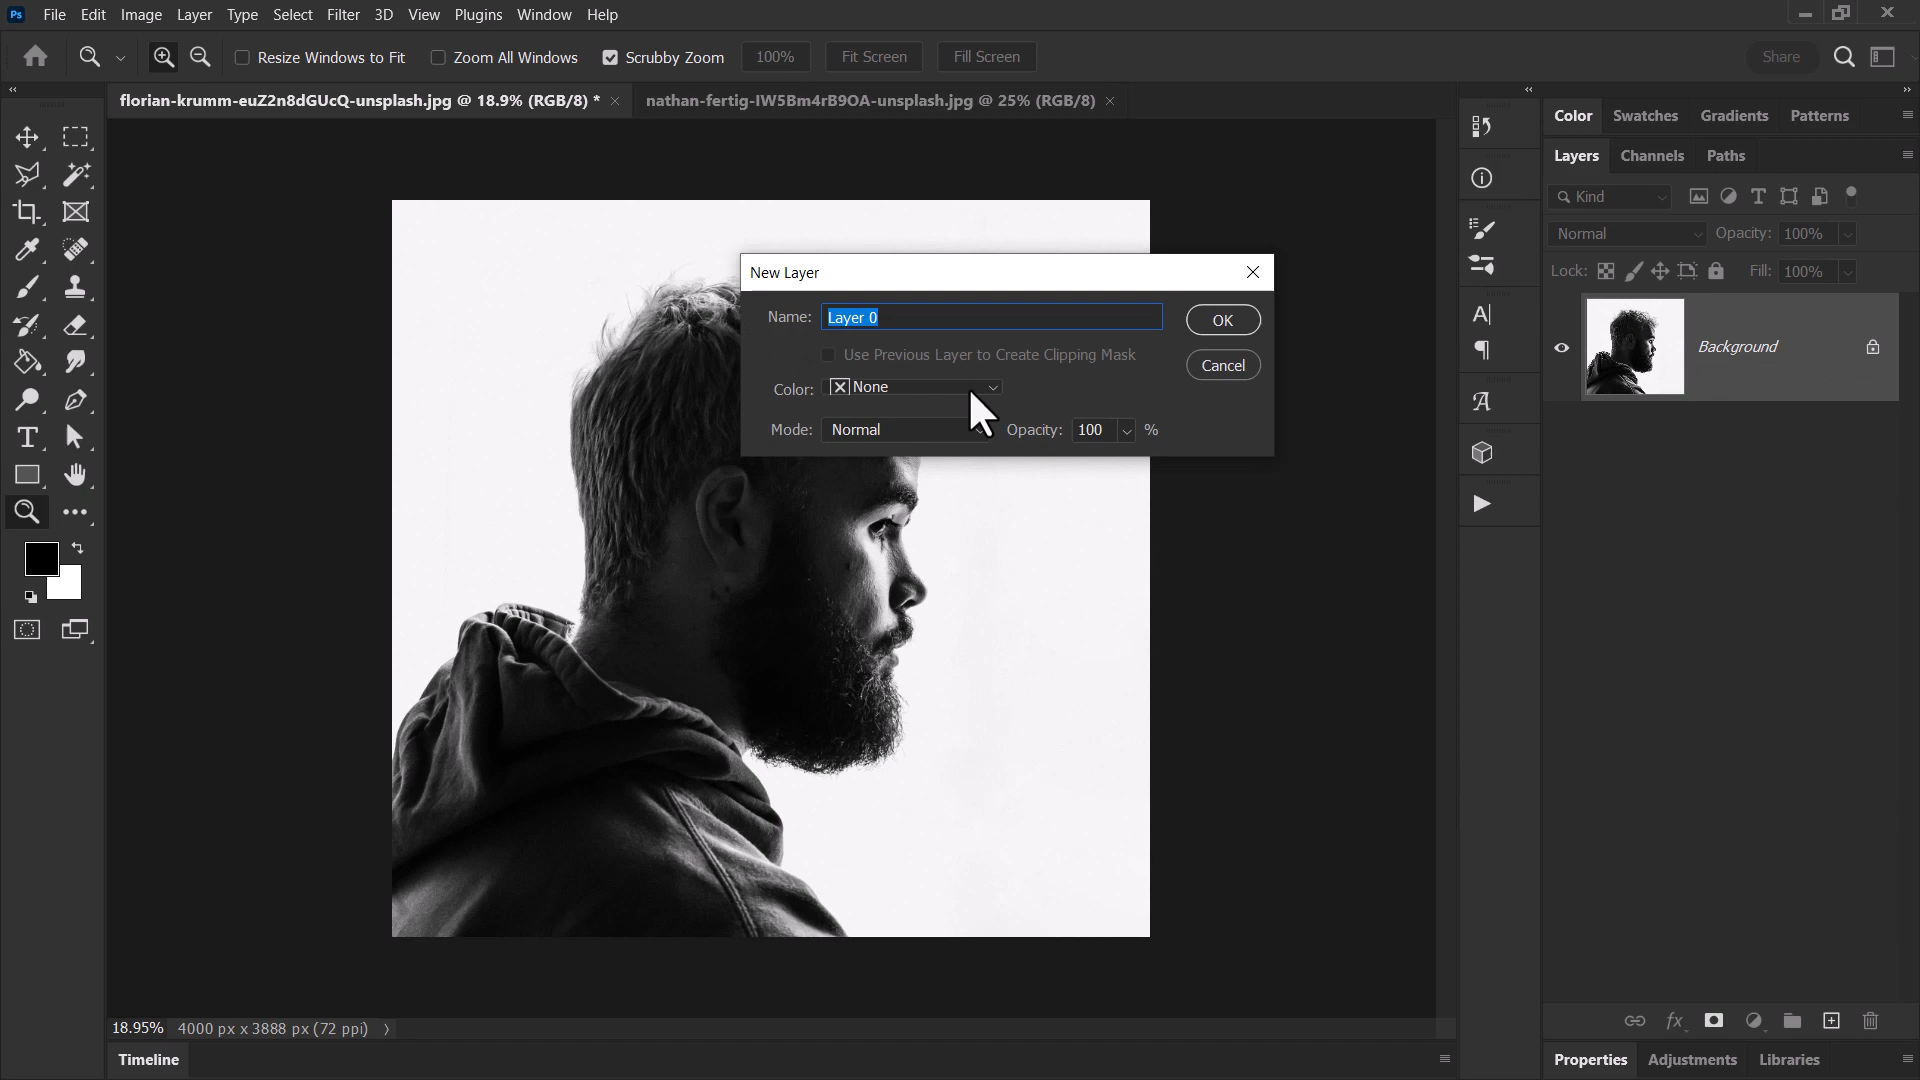 Ps File Edit Image Layer Type Select Filter 3D View Plugins Window Help
Resize Windows to Fit Zoom All Windows Scrubby Zoom 100% Fit Screen Fill Screen Share
florian-krumm-euZ2n8dGUcQ-unsplash.jpg @ 18.9% (RGB/8) * nathan-fertig-IW5Bm4rB9OA-unsplash.jpg @ 25% (RGB/8)
Color Swatches Gradients Patterns
Layers Channels Paths
Kind
Normal Opacity: 100%
Lock: Fill: 100%
Background
New Layer
Name: Layer 0 OK
Use Previous Layer to Create Clipping Mask
Cancel
Color: None
Mode: Normal Opacity: 100 %
18.95% 4000 px x 3888 px (72 ppi)
Timeline
Properties Adjustments Libraries